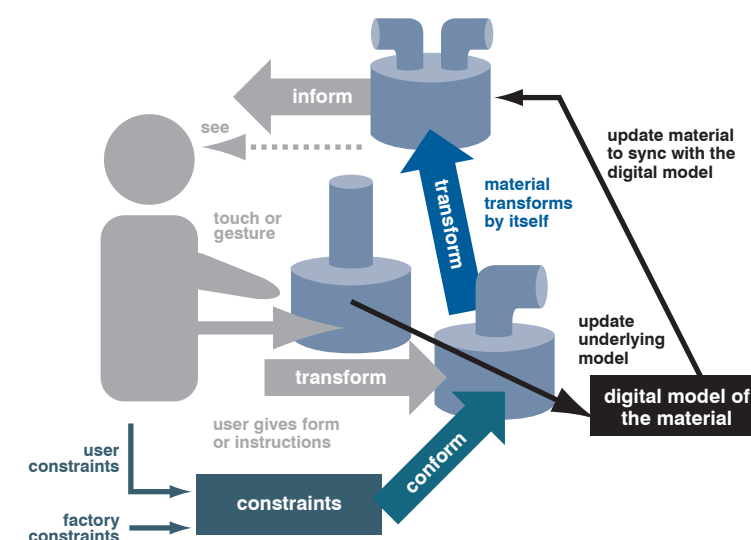 inform
see
update material
to sync with the
digital model
material
transforms
by itself
transform
touch or
gesture
update
underlying
model
transform
digital model of
the material
user gives form
or instructions
conform
user
constraints
constraints
factory
constraints